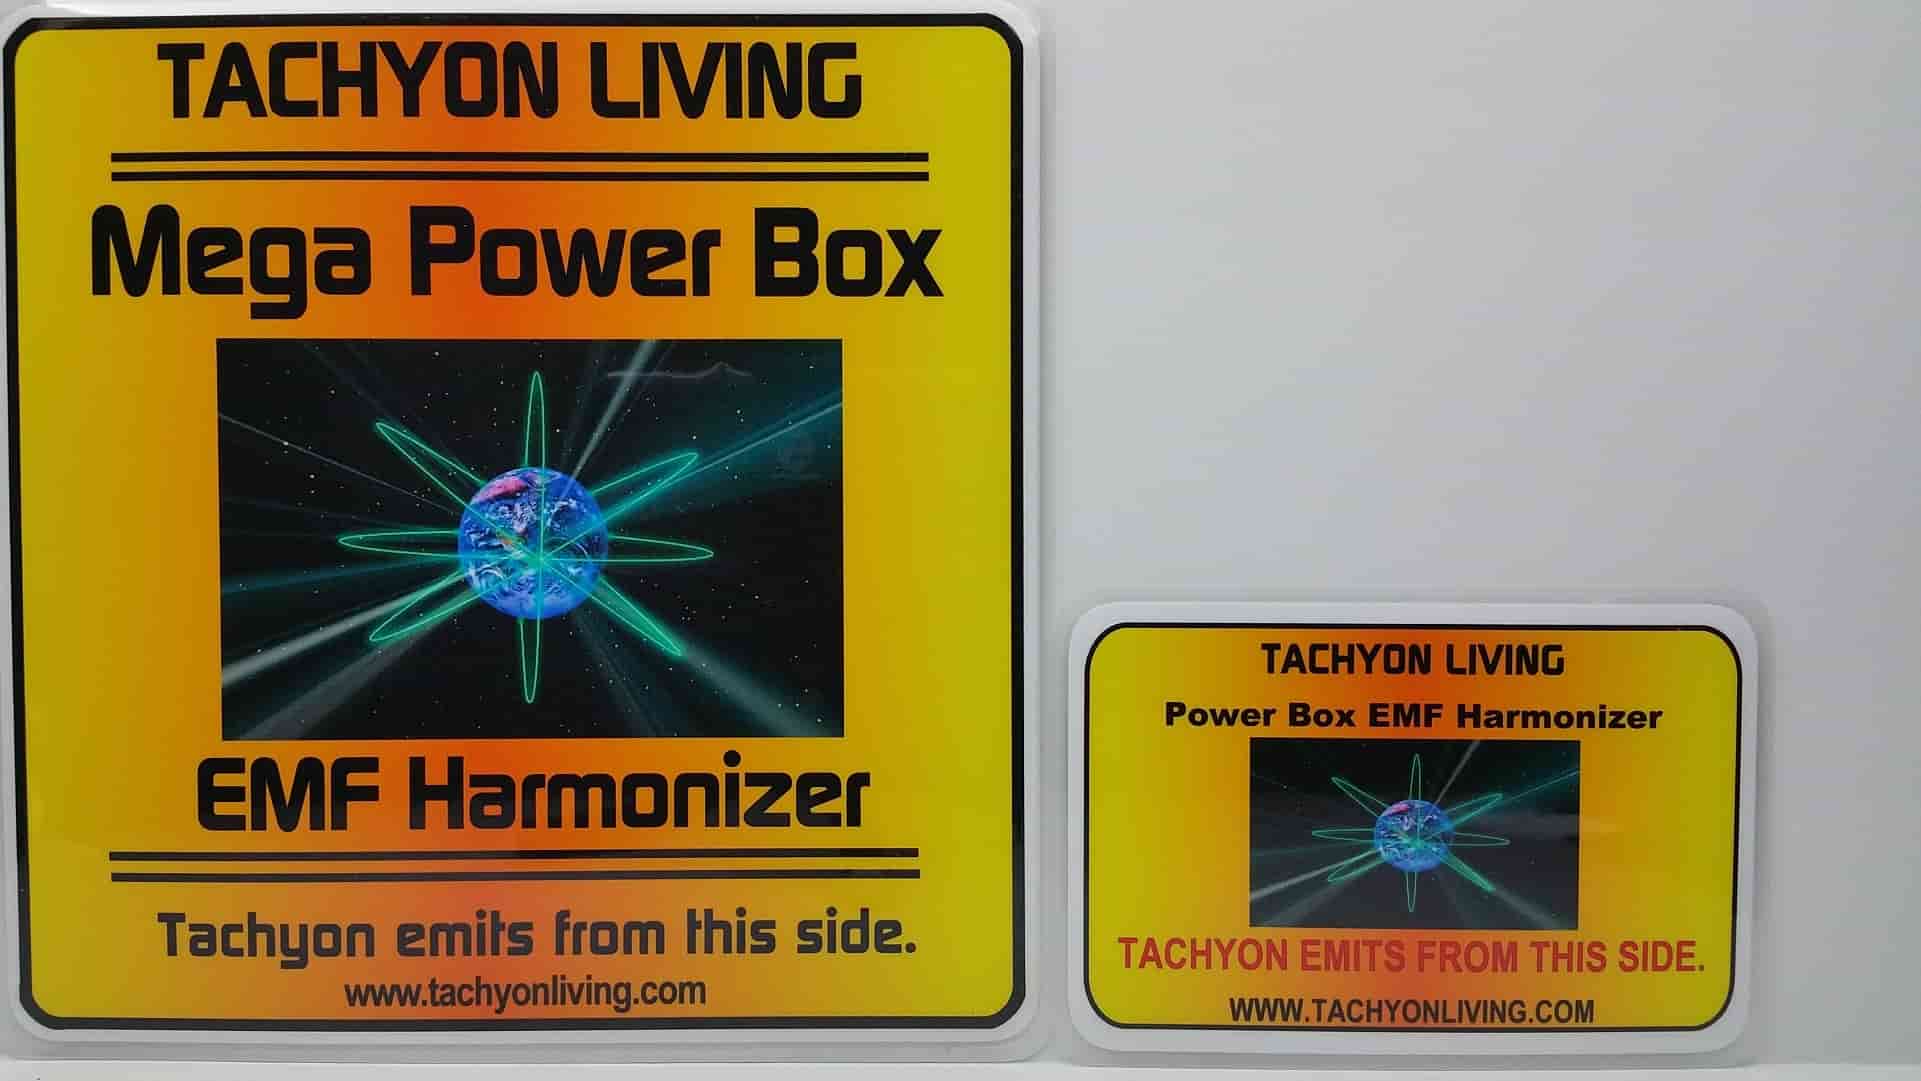 TACHYON LIVING
Mega Power Box
EMF Harmonizer
Tachyon emits from this side.
www.tachyonliving.com
TACHYON LIVING
Power Box EMF Harmonizer
TACHYON EMITS FROM THIS SIDE.
WWW.TACHYONLIVING.COM